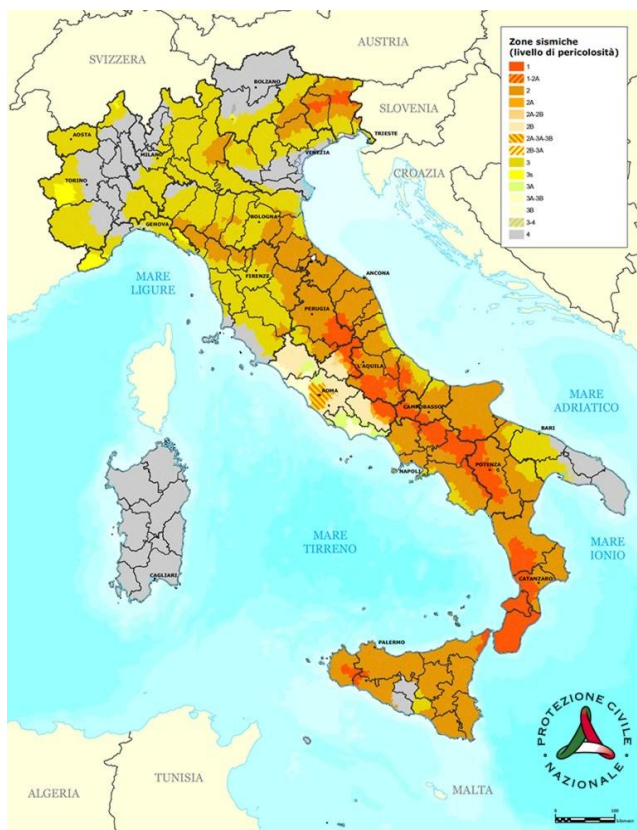 AUSTRIA
SVIZZERA
BOLZANO
SLOVENIA
AOSTA
TRIESTE
MILANO
VENEZIA
CROAZIA
TORINO
BOLOGNA
GENOVA
MARE
LIGURE
FIRENZE
ANCONA
PERUGIA
L'AQUILA
MARE
ADRIATICO
ROMA
CAMPOBASSO
BARI
NAPOLI
POTENZA
MARE
TIRRENO
MARE
IONIO
CAGLIARI
CATANZARO
PALERMO
ALGERIA
TUNISIA
MALTA
Zone sismiche
(livello di pericolosità)
1
1-2A
2
2A
2A-2B
2B
2A-3A-3B
2B-3A
3
3s
3A
3A-3B
3B
3-4
4
PROTEZIONE CIVILE
NAZIONALE